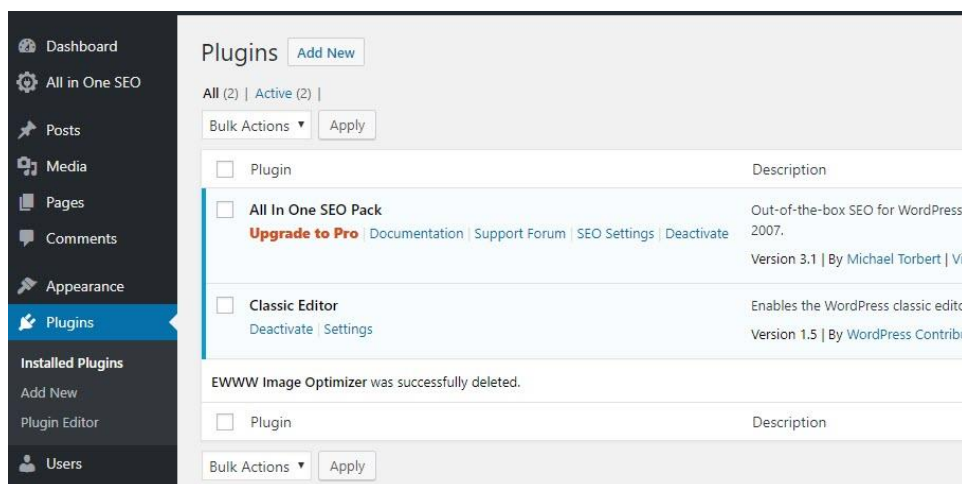 Dashboard
All in One SEO
Posts
Media
Pages
Comments
Appearance
Plugins
Installed Plugins
Add New
Plugin Editor
Users
Plugins Add New
All (2) | Active (2) |
Bulk Actions Apply
Plugin Description
All In One SEO Pack
Upgrade to Pro | Documentation | Support Forum | SEO Settings | Deactivate
Out-of-the-box SEO for WordPress
2007.
Version 3.1 | By Michael Torbert |
Classic Editor
Deactivate | Settings
Enables the WordPress classic edito
Version 1.5 | By WordPress Contrib
EWWW Image Optimizer was successfully deleted.
Plugin Description
Bulk Actions Apply